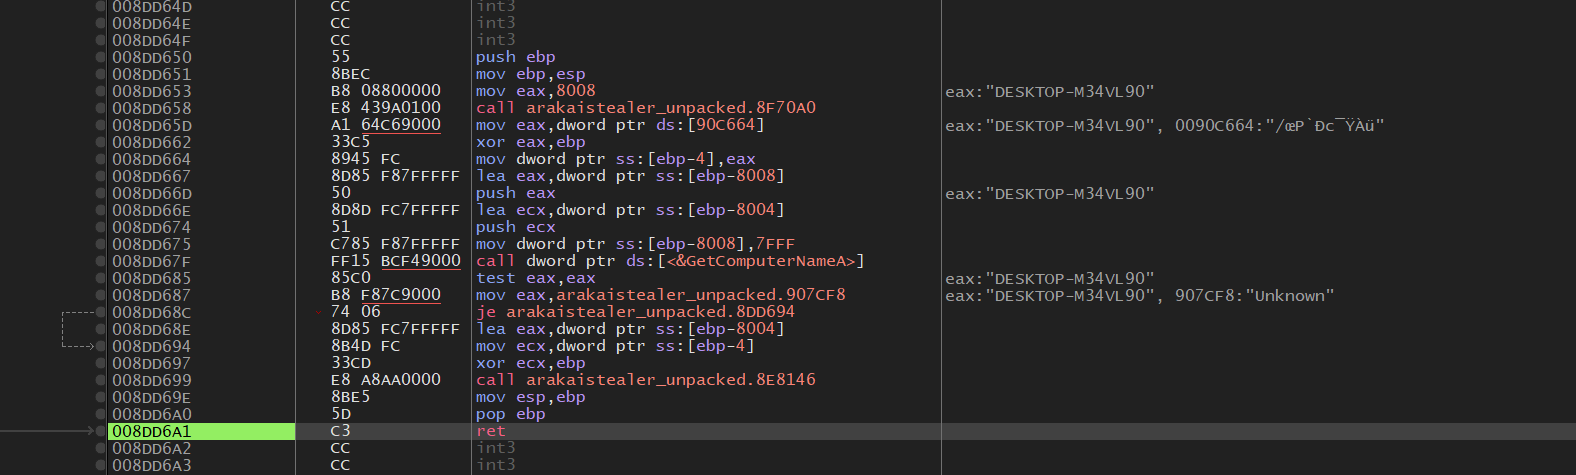 008DD64D CC int3
008DD64E CC int3
008DD64F CC int3
008DD650 55 push ebp
008DD651 8BEC mov ebp,esp
008DD653 B8 08800000 mov eax,8008 eax:"DESKTOP-M34VL90"
008DD658 E8 439A0100 call arakaistealer_unpacked.8F70A0
008DD65D A1 64C69000 mov eax,dword ptr ds:[90C664] eax:"DESKTOP-M34VL90", 0090C664:"/œP`Ðc¯ŸÀü"
008DD662 33C5 xor eax,ebp
008DD664 8945 FC mov dword ptr ss:[ebp-4],eax
008DD667 8D85 F87FFFFF lea eax,dword ptr ss:[ebp-8008]
008DD66D 50 push eax eax:"DESKTOP-M34VL90"
008DD66E 8D8D FC7FFFFF lea ecx,dword ptr ss:[ebp-8004]
008DD674 51 push ecx
008DD675 C785 F87FFFFF mov dword ptr ss:[ebp-8008],7FFF
008DD67F FF15 BCF49000 call dword ptr ds:[<&GetComputerNameA>]
008DD685 85C0 test eax,eax eax:"DESKTOP-M34VL90"
008DD687 B8 F87C9000 mov eax,arakaistealer_unpacked.907CF8 eax:"DESKTOP-M34VL90", 907CF8:"Unknown"
008DD68C 74 06 je arakaistealer_unpacked.8DD694
008DD68E 8D85 FC7FFFFF lea eax,dword ptr ss:[ebp-8004]
008DD694 8B4D FC mov ecx,dword ptr ss:[ebp-4]
008DD697 33CD xor ecx,ebp
008DD699 E8 A8AA0000 call arakaistealer_unpacked.8E8146
008DD69E 8BE5 mov esp,ebp
008DD6A0 5D pop ebp
008DD6A1 C3 ret
008DD6A2 CC int3
008DD6A3 CC int3